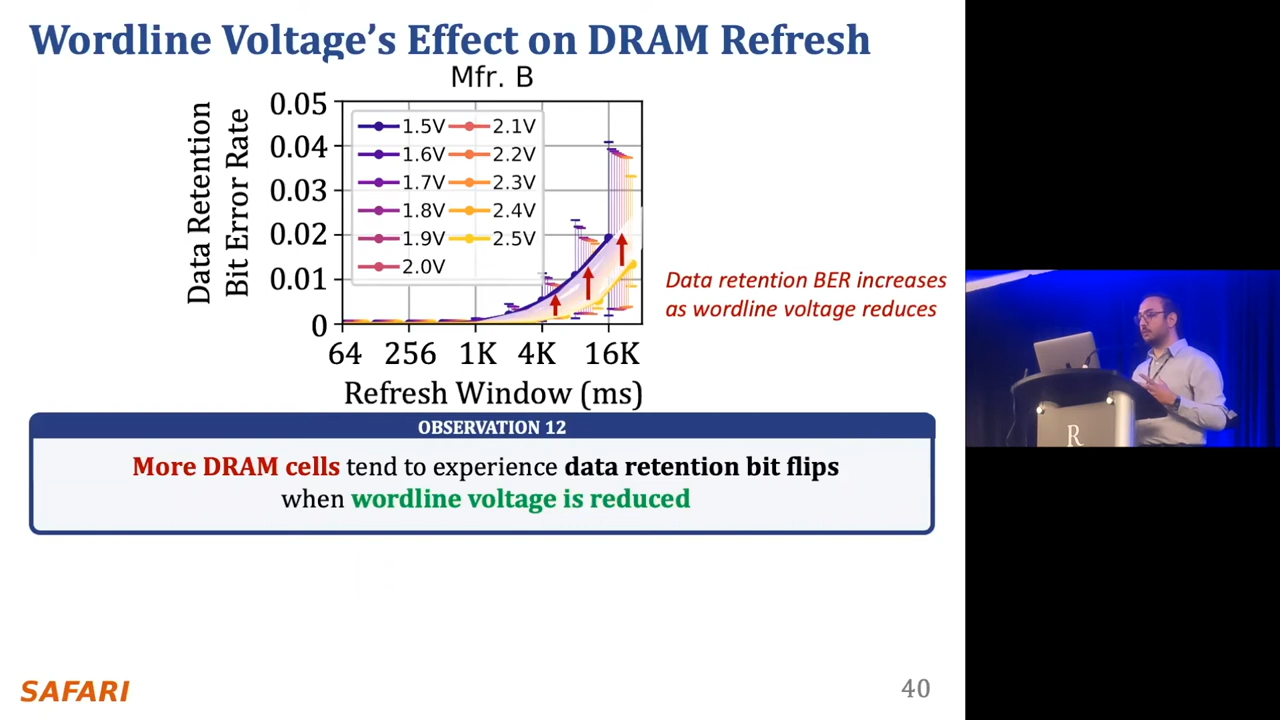 Wordline Voltage's Effect on DRAM Refresh
Mfr. B
Data Retention
Bit Error Rate
0.05
0.04
0.03
0.02
0.01
0
1.5V
1.6V
1.7V
1.8V
1.9V
2.0V
2.1V
2.2V
2.3V
2.4V
2.5V
64 256 1K 4K 16K
Refresh Window (ms)
Data retention BER increases
as wordline voltage reduces
OBSERVATION 12
More DRAM cells tend to experience data retention bit flips
when wordline voltage is reduced
SAFARI
40
R